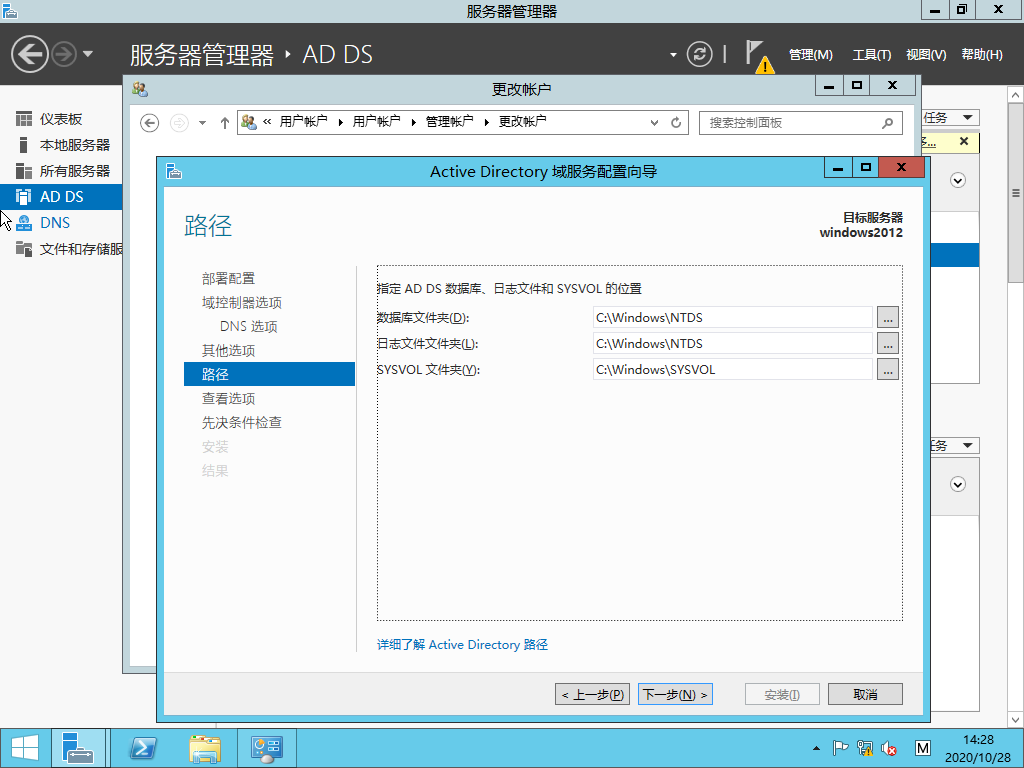 服务器管理器
服务器管理器 ‣ AD DS
管理(M) 工具(T) 视图(V) 帮助(H)
更改帐户
« 用户帐户 ▸ 用户帐户 ▸ 管理帐户 ▸ 更改帐户
搜索控制面板
仪表板
本地服务器
所有服务器
AD DS
DNS
文件和存储服
任务
Active Directory 域服务配置向导
路径
目标服务器
windows2012
部署配置
域控制器选项
DNS 选项
其他选项
路径
查看选项
先决条件检查
安装
结果
指定 AD DS 数据库、日志文件和 SYSVOL 的位置
数据库文件夹(D): C:\Windows\NTDS ...
日志文件文件夹(L): C:\Windows\NTDS ...
SYSVOL 文件夹(Y): C:\Windows\SYSVOL ...
任务
详细了解 Active Directory 路径
< 上一步(P) 下一步(N) > 安装(I) 取消
M
14:28
2020/10/28